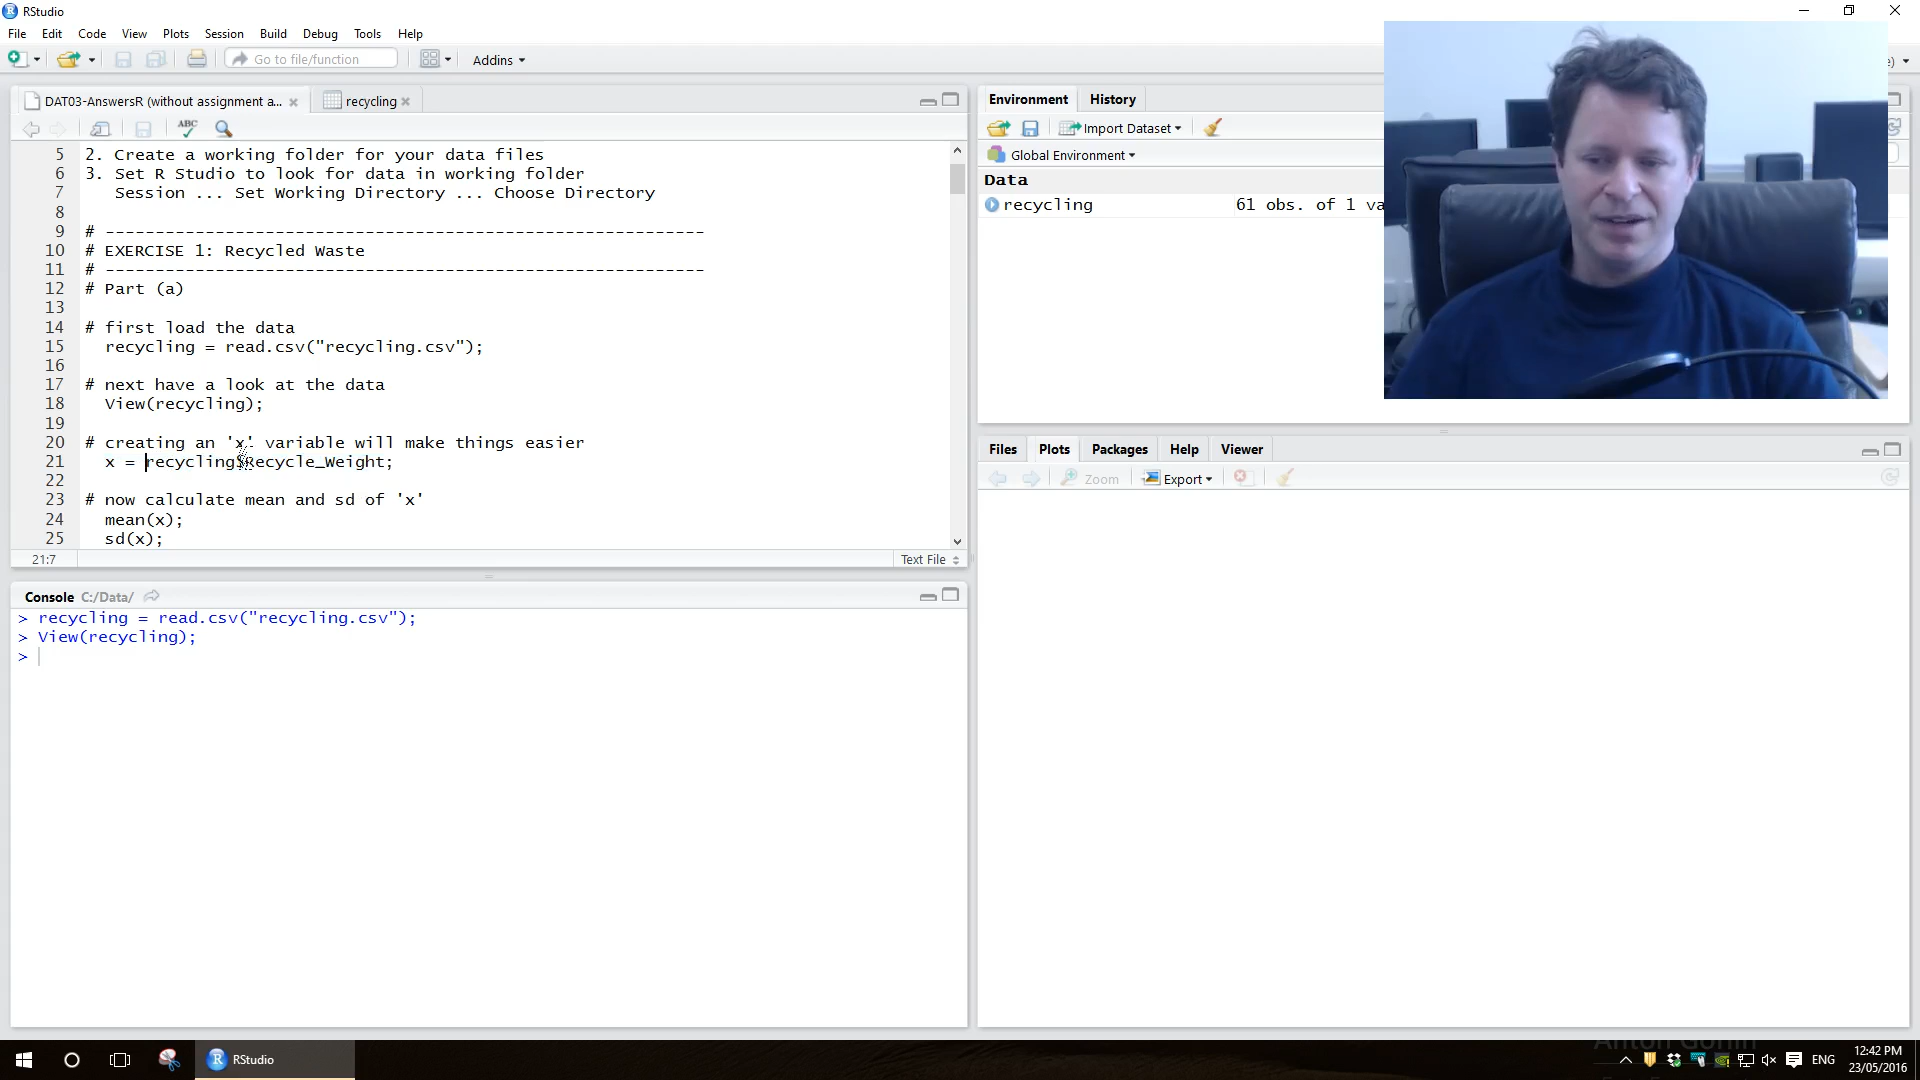 RStudio
File Edit Code View Plots Session Build Debug Tools Help
Go to file/function Addins
DAT03-AnswersR (without assignment a... recycling
ABC
5 2. Create a working folder for your data files
6 3. Set R Studio to look for data in working folder
7 Session ... Set Working Directory ... Choose Directory
8
9 # ------------------------------------------------------------
10 # EXERCISE 1: Recycled Waste
11 # ------------------------------------------------------------
12 # Part (a)
13
14 # first load the data
15 recycling = read.csv("recycling.csv");
16
17 # next have a look at the data
18 View(recycling);
19
20 # creating an 'x' variable will make things easier
21 x = recycling$Recycle_Weight;
22
23 # now calculate mean and sd of 'x'
24 mean(x);
25 sd(x);
21:7 Text File
Console C:/Data/
> recycling = read.csv("recycling.csv");
> View(recycling);
>
Environment History
Import Dataset
Global Environment
Data
recycling 61 obs. of 1 va
Files Plots Packages Help Viewer
Zoom Export
RStudio
ENG
12:42 PM
23/05/2016